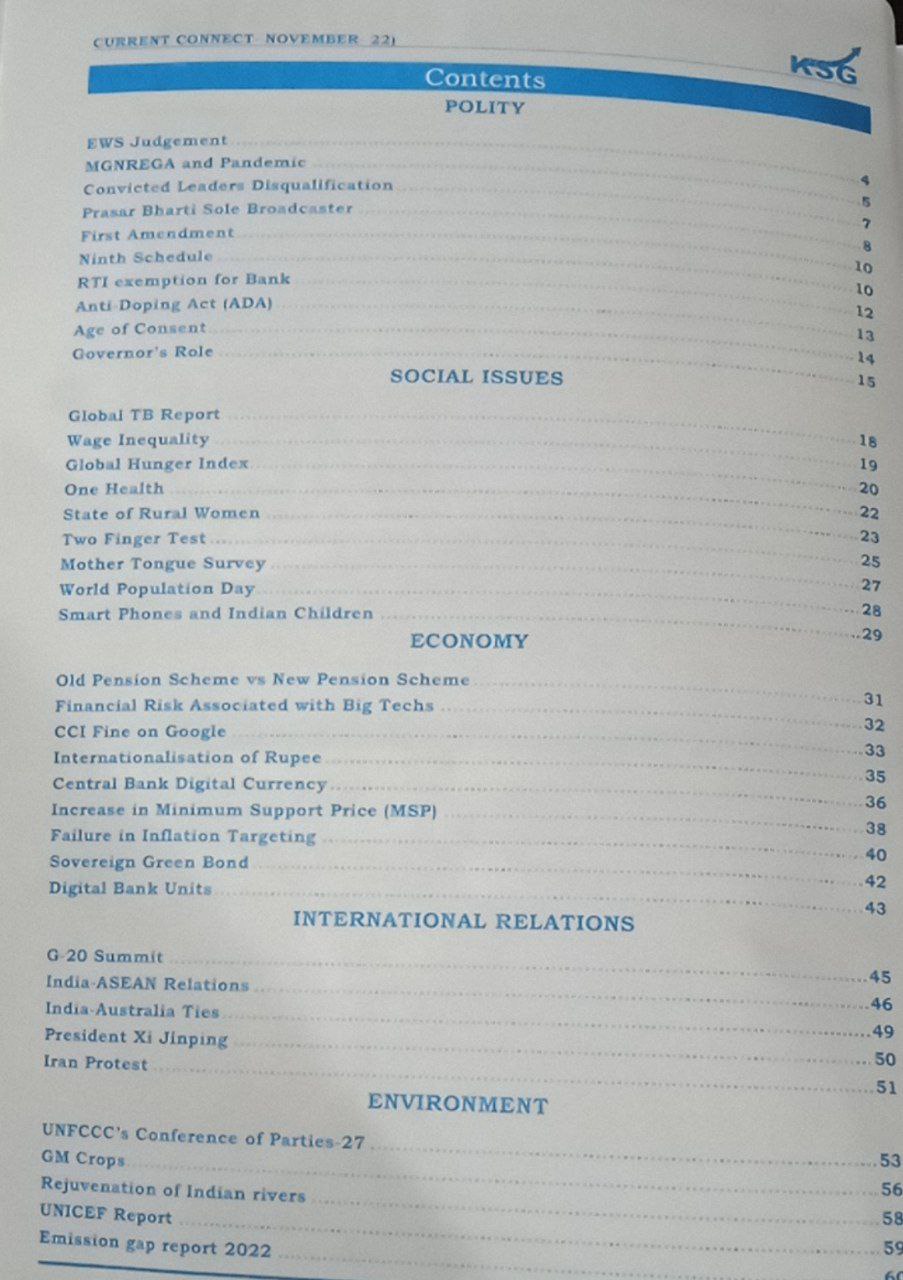 CURRENT CONNECT NOVEMBER 22)
KSG
Contents
POLITY
EWS Judgement 4
MGNREGA and Pandemic 5
Convicted Leaders Disqualification 7
Prasar Bharti Sole Broadcaster 8
First Amendment 10
Ninth Schedule 10
RTI exemption for Bank 12
Anti Doping Act (ADA) 13
Age of Consent 14
Governor's Role 15
SOCIAL ISSUES
Global TB Report 18
Wage Inequality 19
Global Hunger Index 20
One Health 22
State of Rural Women 23
Two Finger Test 25
Mother Tongue Survey 27
World Population Day 28
Smart Phones and Indian Children 29
ECONOMY
Old Pension Scheme vs New Pension Scheme 31
Financial Risk Associated with Big Techs 32
CCI Fine on Google 33
Internationalisation of Rupee 35
Central Bank Digital Currency 36
Increase in Minimum Support Price (MSP) 38
Failure in Inflation Targeting 40
Sovereign Green Bond 42
Digital Bank Units 43
INTERNATIONAL RELATIONS
G-20 Summit 45
India-ASEAN Relations 46
India-Australia Ties 49
President Xi Jinping 50
Iran Protest 51
ENVIRONMENT
UNFCCC's Conference of Parties-27 53
GM Crops 56
Rejuvenation of Indian rivers 58
UNICEF Report 59
Emission gap report 2022 60